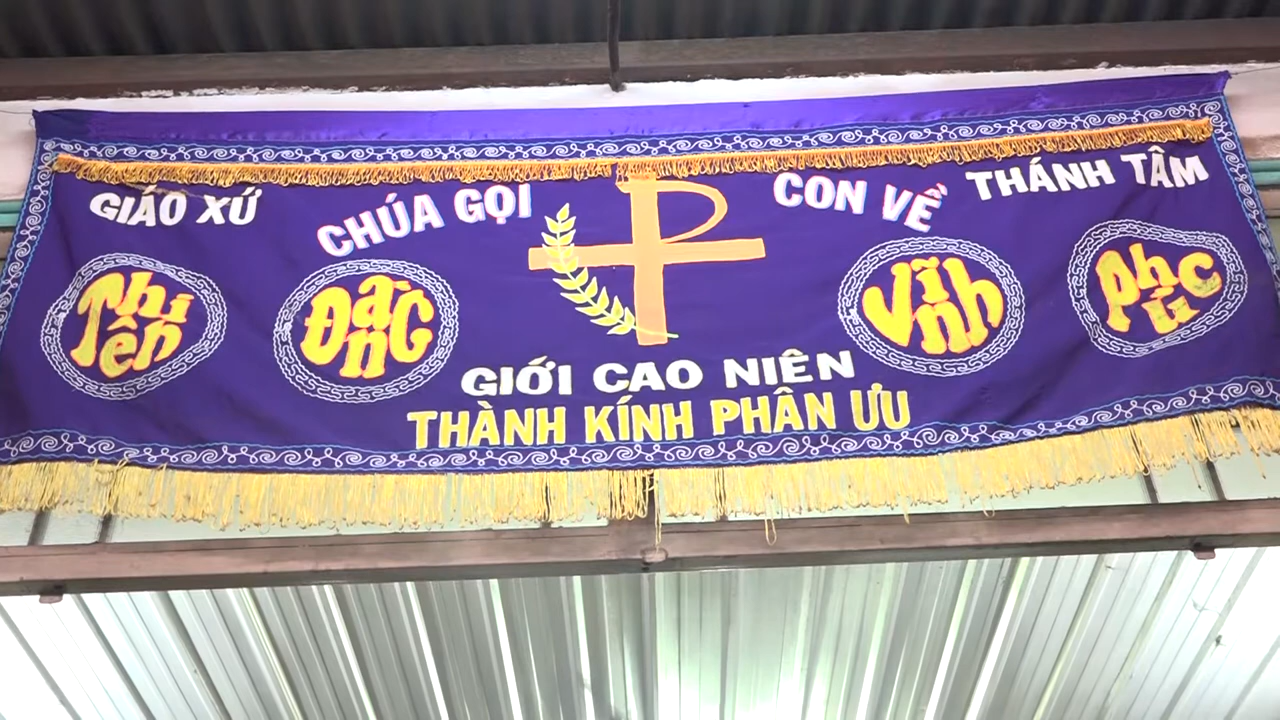 GIÁO XỨ THÁNH TÂM
CHÚA GỌI CON VỀ
Thiên Đàng Vĩnh Phúc
GIỚI CAO NIÊN
THÀNH KÍNH PHÂN ƯU